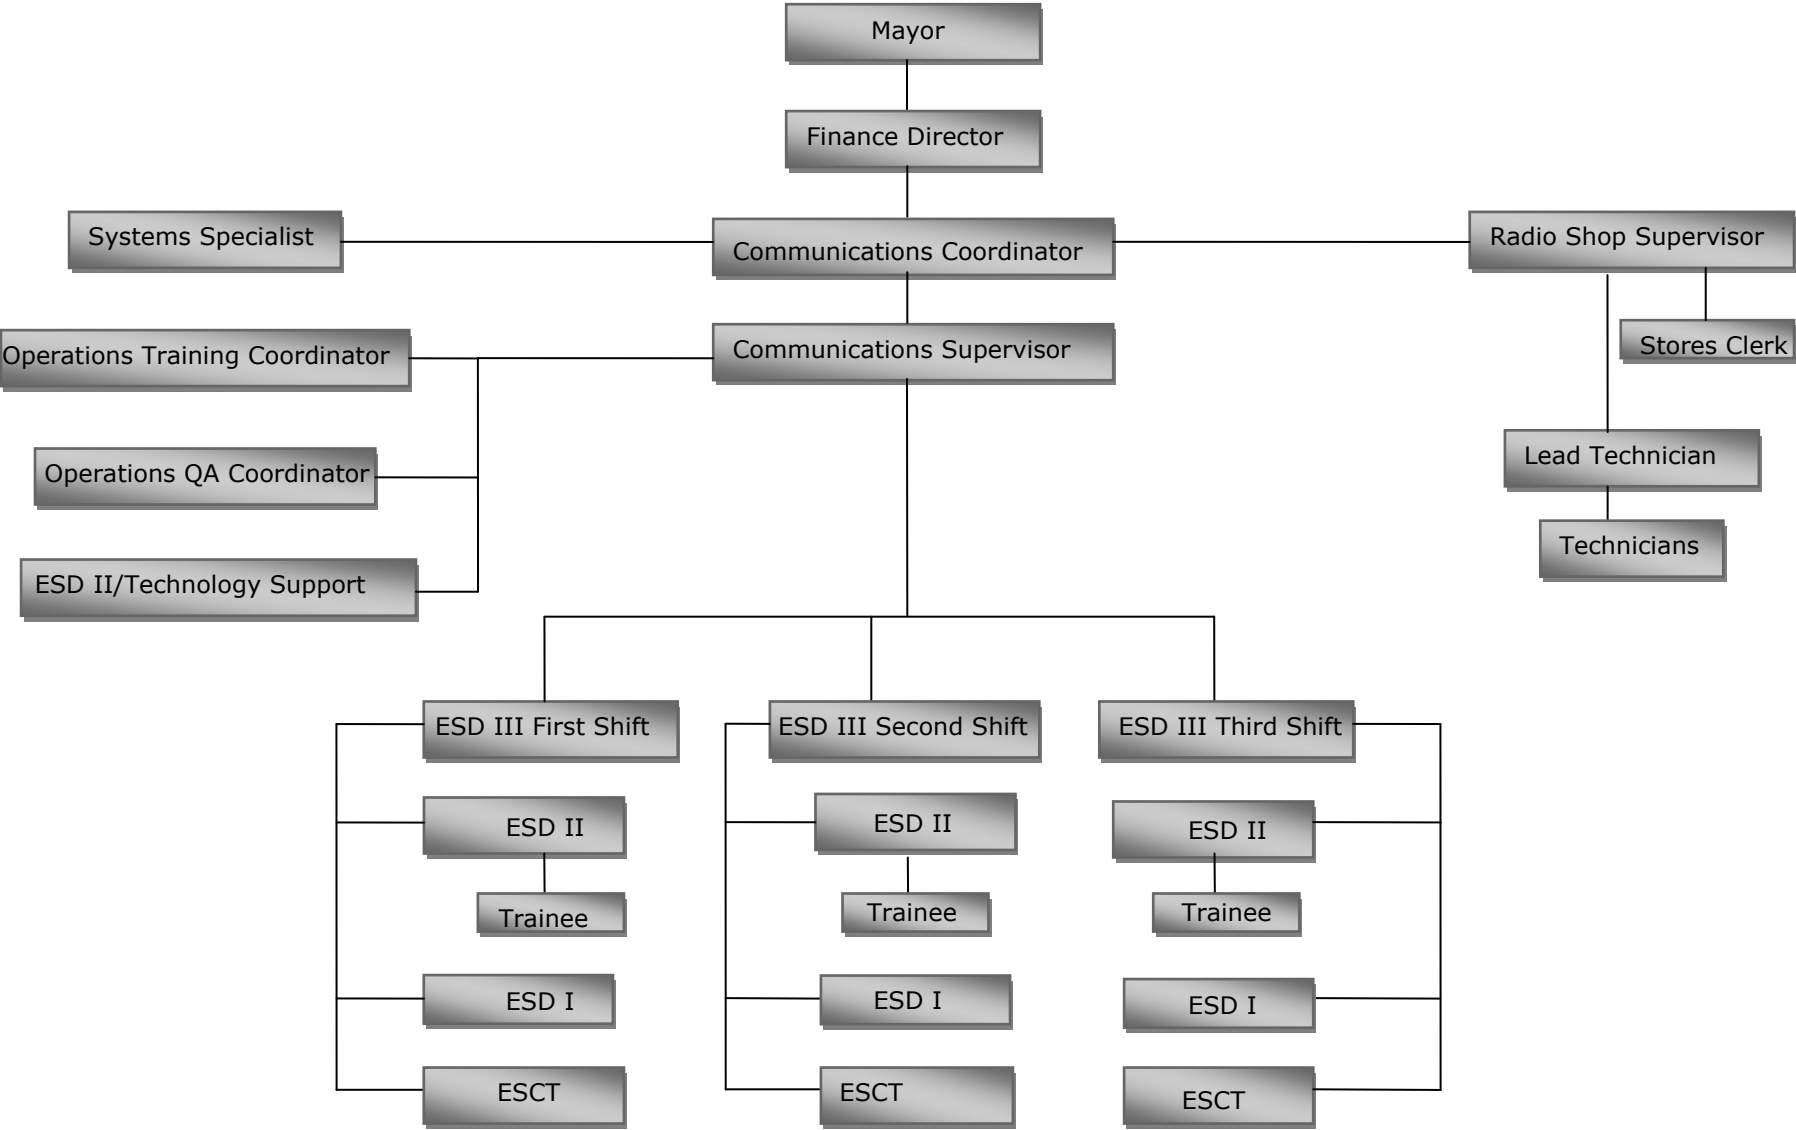 Mayor
Finance Director
Systems Specialist
Communications Coordinator
Radio Shop Supervisor
Operations Training Coordinator
Communications Supervisor
Stores Clerk
Operations QA Coordinator
Lead Technician
Technicians
ESD II/Technology Support
ESD III First Shift
ESD III Second Shift
ESD III Third Shift
ESD II
ESD II
ESD II
Trainee
Trainee
Trainee
ESD I
ESD I
ESD I
ESCT
ESCT
ESCT